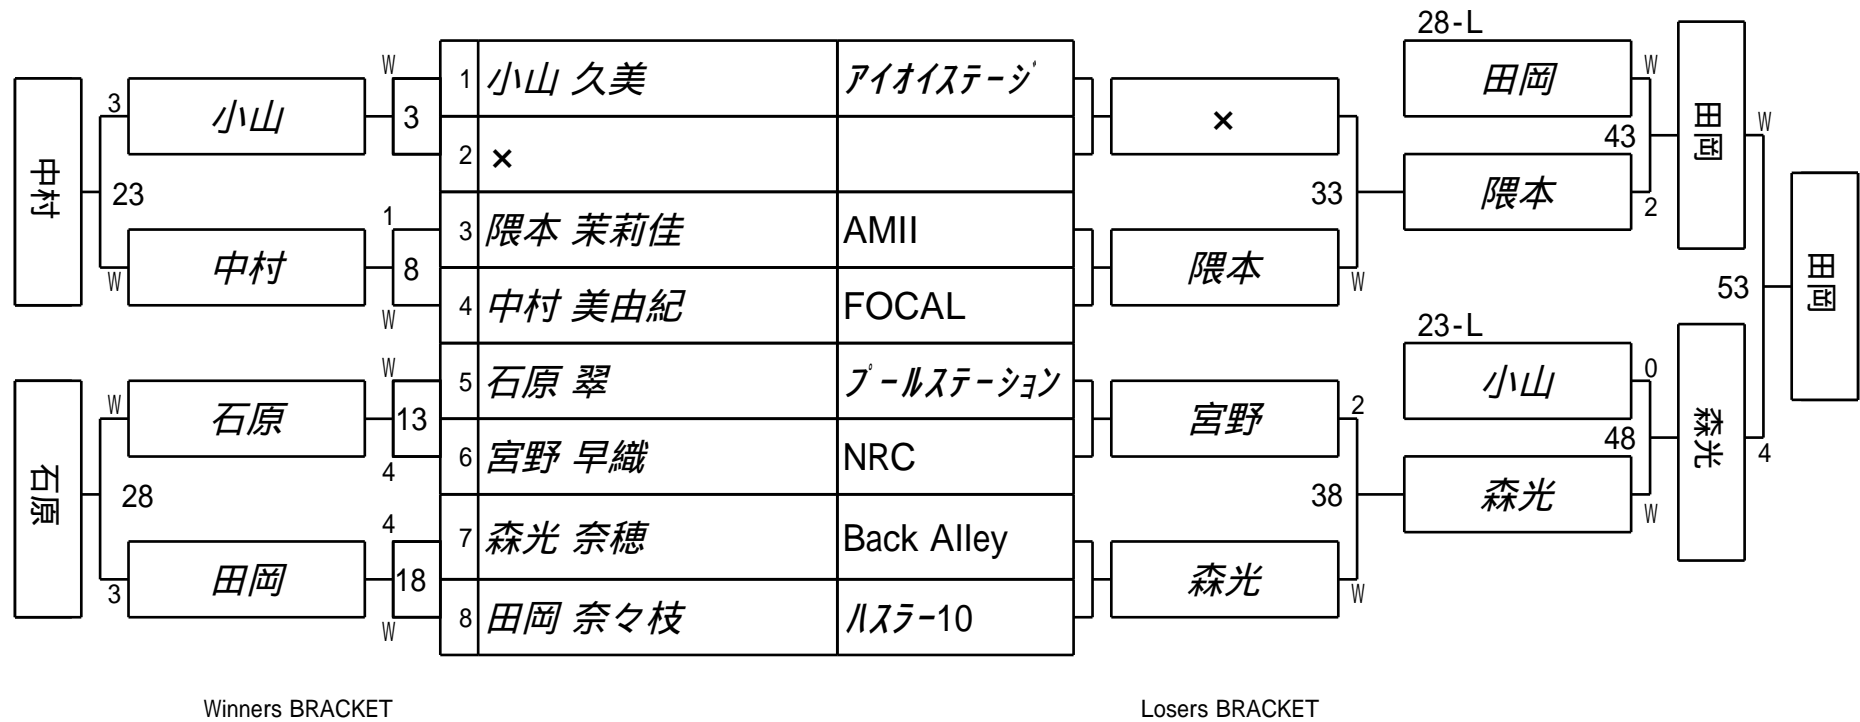 28-L
W
1 小山 久美 ｱｲｵｲｽﾃｰｼﾞ
W
田岡
3
小山
3
×
43
田岡
W
2 ×
中村
23
33
隈本
2
田岡
1
3 隈本 茉莉佳 AMII
中村
8
隈本
W
W
W
4 中村 美由紀 FOCAL
53
23-L
W
5 石原 翠 ﾌﾟｰﾙｽﾃｰｼｮﾝ
小山
0
W
石原
13
宮野
2
48
森光
4
4
6 宮野 早織 NRC
石原
28
38
森光
W
4
7 森光 奈穂 Back Alley
3
田岡
18
森光
W
W
8 田岡 奈々枝 ﾊｽﾗｰ10
Winners BRACKET
Losers BRACKET